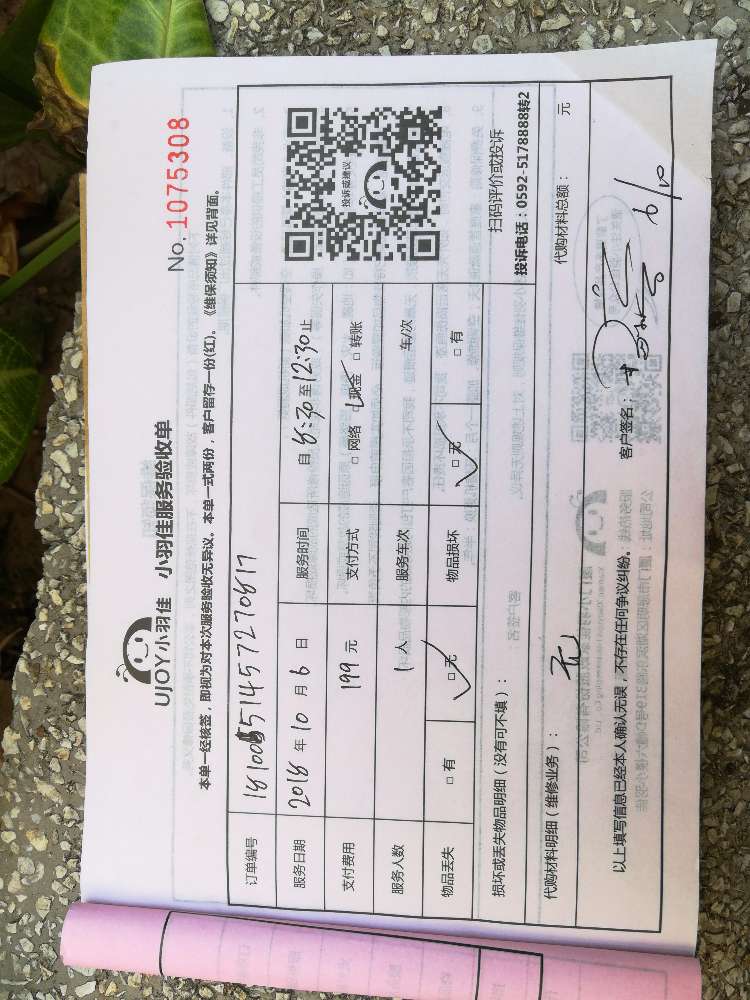 No. 1075308
UJOY小羽佳 小羽佳服务验收单
本单一经核签，即视为对本次服务验收无异议。本单一式两份，客户留存一份(红)。《维保须知》详见背面。
订单编号 1810051457270817
投诉或建议
服务日期 2018 年 10 月 6 日 服务时间 自 8:30 至 12:30 止
支付费用 199 元 支付方式 □ 网络 □ 现金 □ 转账
服务人数 1 人 服务车次 车/次
物品丢失 □ 有 □ 无 物品损坏 □ 无 □ 有
扫码评价或投诉
投诉电话：0592-5178888转2
损坏或丢失物品明细（没有可不填）：
代购材料明细（维修业务）： 无 代购材料总额： 元
以上填写信息已经本人确认无误，不存在任何争议纠纷。 客户签名： 6/10